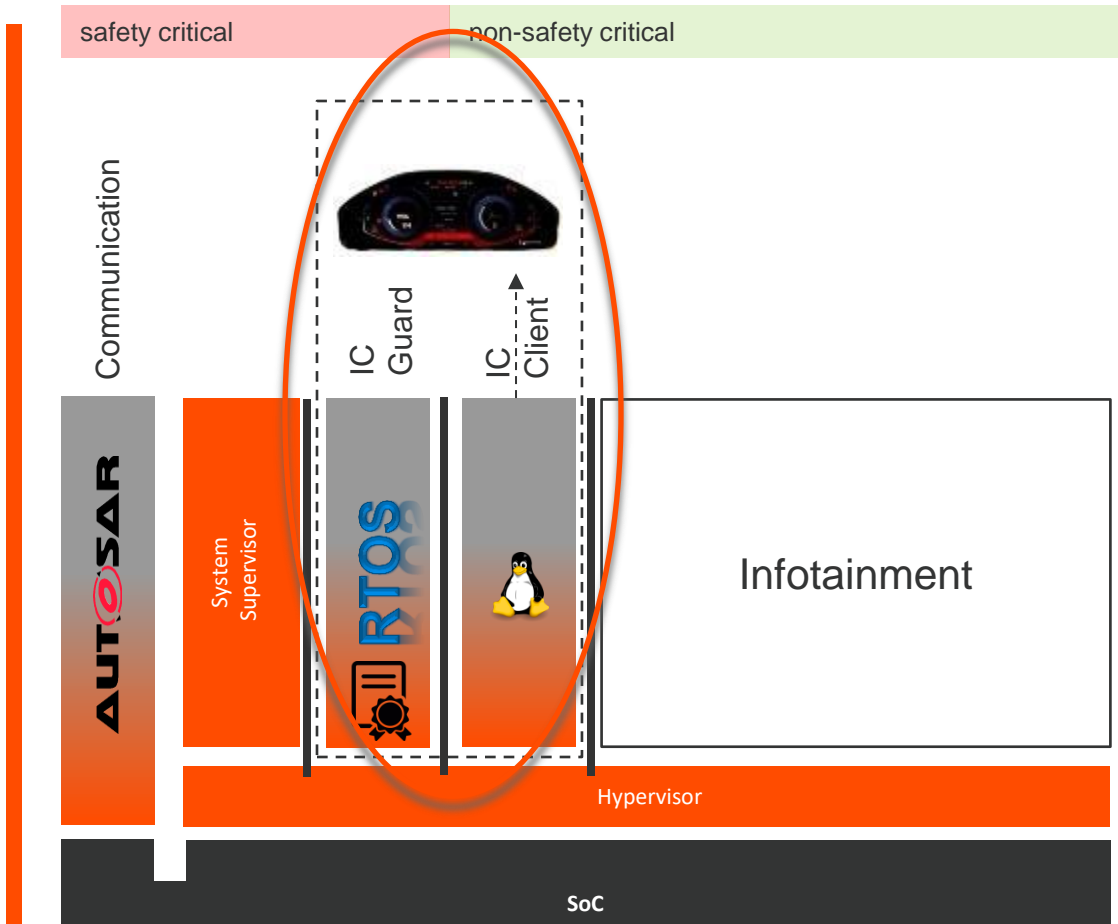 safety critical
non-safety critical
Communication
IC
Guard
IC
Client
AUTOSAR
System
Supervisor
RTOS
Infotainment
Hypervisor
SoC